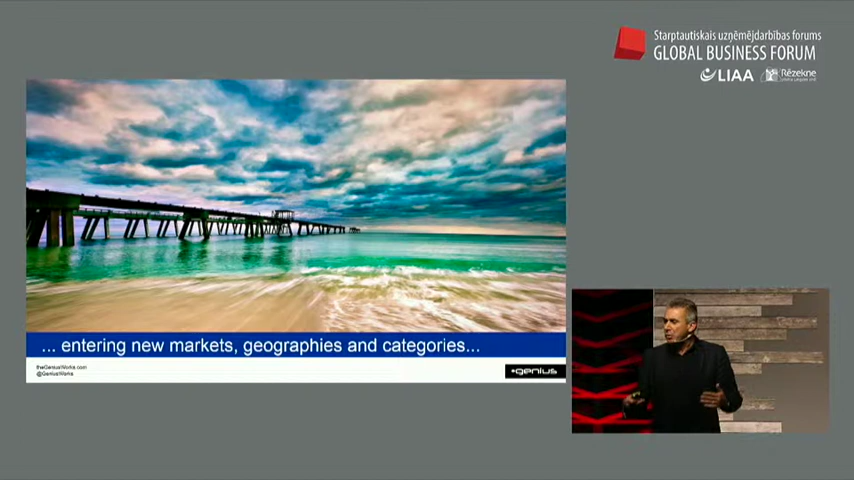 Starptautiskais uzņēmējdarbības forums
GLOBAL BUSINESS FORUM
LIAA
Rēzekne
... entering new markets, geographies and categories...
theGeniusWorks.com
@GeniusWorks
genius